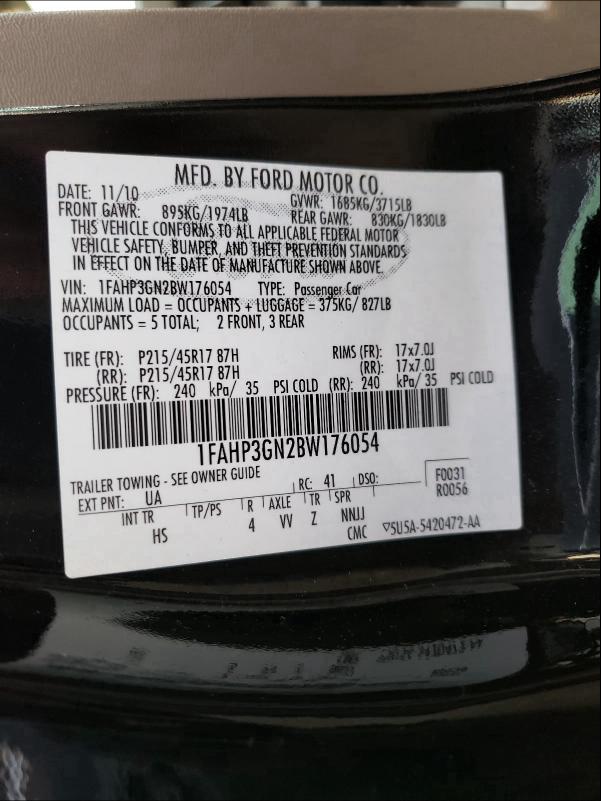 MFD. BY FORD MOTOR CO.
DATE: 11/10 GVWR: 1685KG/3715LB
FRONT GAWR: 895KG/1974LB REAR GAWR: 830KG/1830LB
THIS VEHICLE CONFORMS TO ALL APPLICABLE FEDERAL MOTOR
VEHICLE SAFETY, BUMPER, AND THEFT PREVENTION STANDARDS
IN EFFECT ON THE DATE OF MANUFACTURE SHOWN ABOVE.
VIN: 1FAHP3GN2BW176054 TYPE: Passenger Car
MAXIMUM LOAD = OCCUPANTS + LUGGAGE = 375KG/ 827LB
OCCUPANTS = 5 TOTAL; 2 FRONT, 3 REAR
TIRE (FR): P215/45R17 87H RIMS (FR): 17x7.0J
(RR): P215/45R17 87H (RR): 17x7.0J
PRESSURE (FR): 240 kPa/ 35 PSI COLD (RR): 240 kPa/ 35 PSI COLD
1FAHP3GN2BW176054
TRAILER TOWING - SEE OWNER GUIDE
EXT PNT: UA RC: 41 DSO: F0031
R0056
INT TR TP/PS R AXLE TR SPR
HS 4 VV Z NNJJ
CMC ▽5U5A-5420472-AA